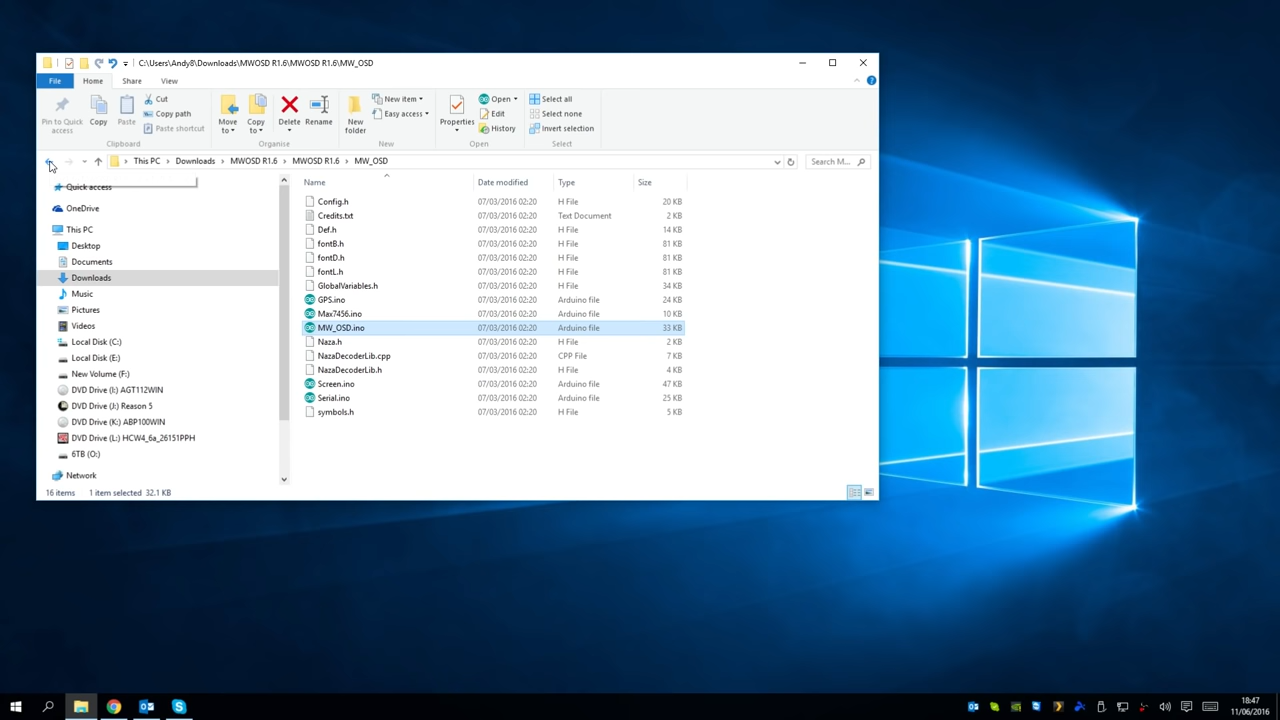 C:\Users\Andy8\Downloads\MWOSD R1.6\MWOSD R1.6\MW_OSD
File Home Share View
Pin to Quick access
Copy
Paste
Cut
Copy path
Paste shortcut
Clipboard
Move to
Copy to
Delete
Rename
Organise
New folder
New item
Easy access
New
Properties
Open
Edit
History
Open
Select all
Select none
Invert selection
Select
This PC > Downloads > MWOSD R1.6 > MWOSD R1.6 > MW_OSD
Search M...
Quick access
OneDrive
This PC
Desktop
Documents
Downloads
Music
Pictures
Videos
Local Disk (C:)
Local Disk (E:)
New Volume (F:)
DVD Drive (I:) AGT112WIN
DVD Drive (J:) Reason 5
DVD Drive (K:) ABP100WIN
DVD Drive (L:) HCW4_6a_26151PPH
6TB (O:)
Network
Name Date modified Type Size
Config.h 07/03/2016 02:20 H File 20 KB
Credits.txt 07/03/2016 02:20 Text Document 2 KB
Def.h 07/03/2016 02:20 H File 14 KB
fontB.h 07/03/2016 02:20 H File 81 KB
fontD.h 07/03/2016 02:20 H File 81 KB
fontL.h 07/03/2016 02:20 H File 81 KB
GlobalVariables.h 07/03/2016 02:20 H File 34 KB
GPS.ino 07/03/2016 02:20 Arduino file 24 KB
Max7456.ino 07/03/2016 02:20 Arduino file 10 KB
MW_OSD.ino 07/03/2016 02:20 Arduino file 33 KB
Naza.h 07/03/2016 02:20 H File 2 KB
NazaDecoderLib.cpp 07/03/2016 02:20 CPP File 7 KB
NazaDecoderLib.h 07/03/2016 02:20 H File 4 KB
Screen.ino 07/03/2016 02:20 Arduino file 47 KB
Serial.ino 07/03/2016 02:20 Arduino file 25 KB
symbols.h 07/03/2016 02:20 H File 5 KB
16 items 1 item selected 32.1 KB
18:47
11/06/2016